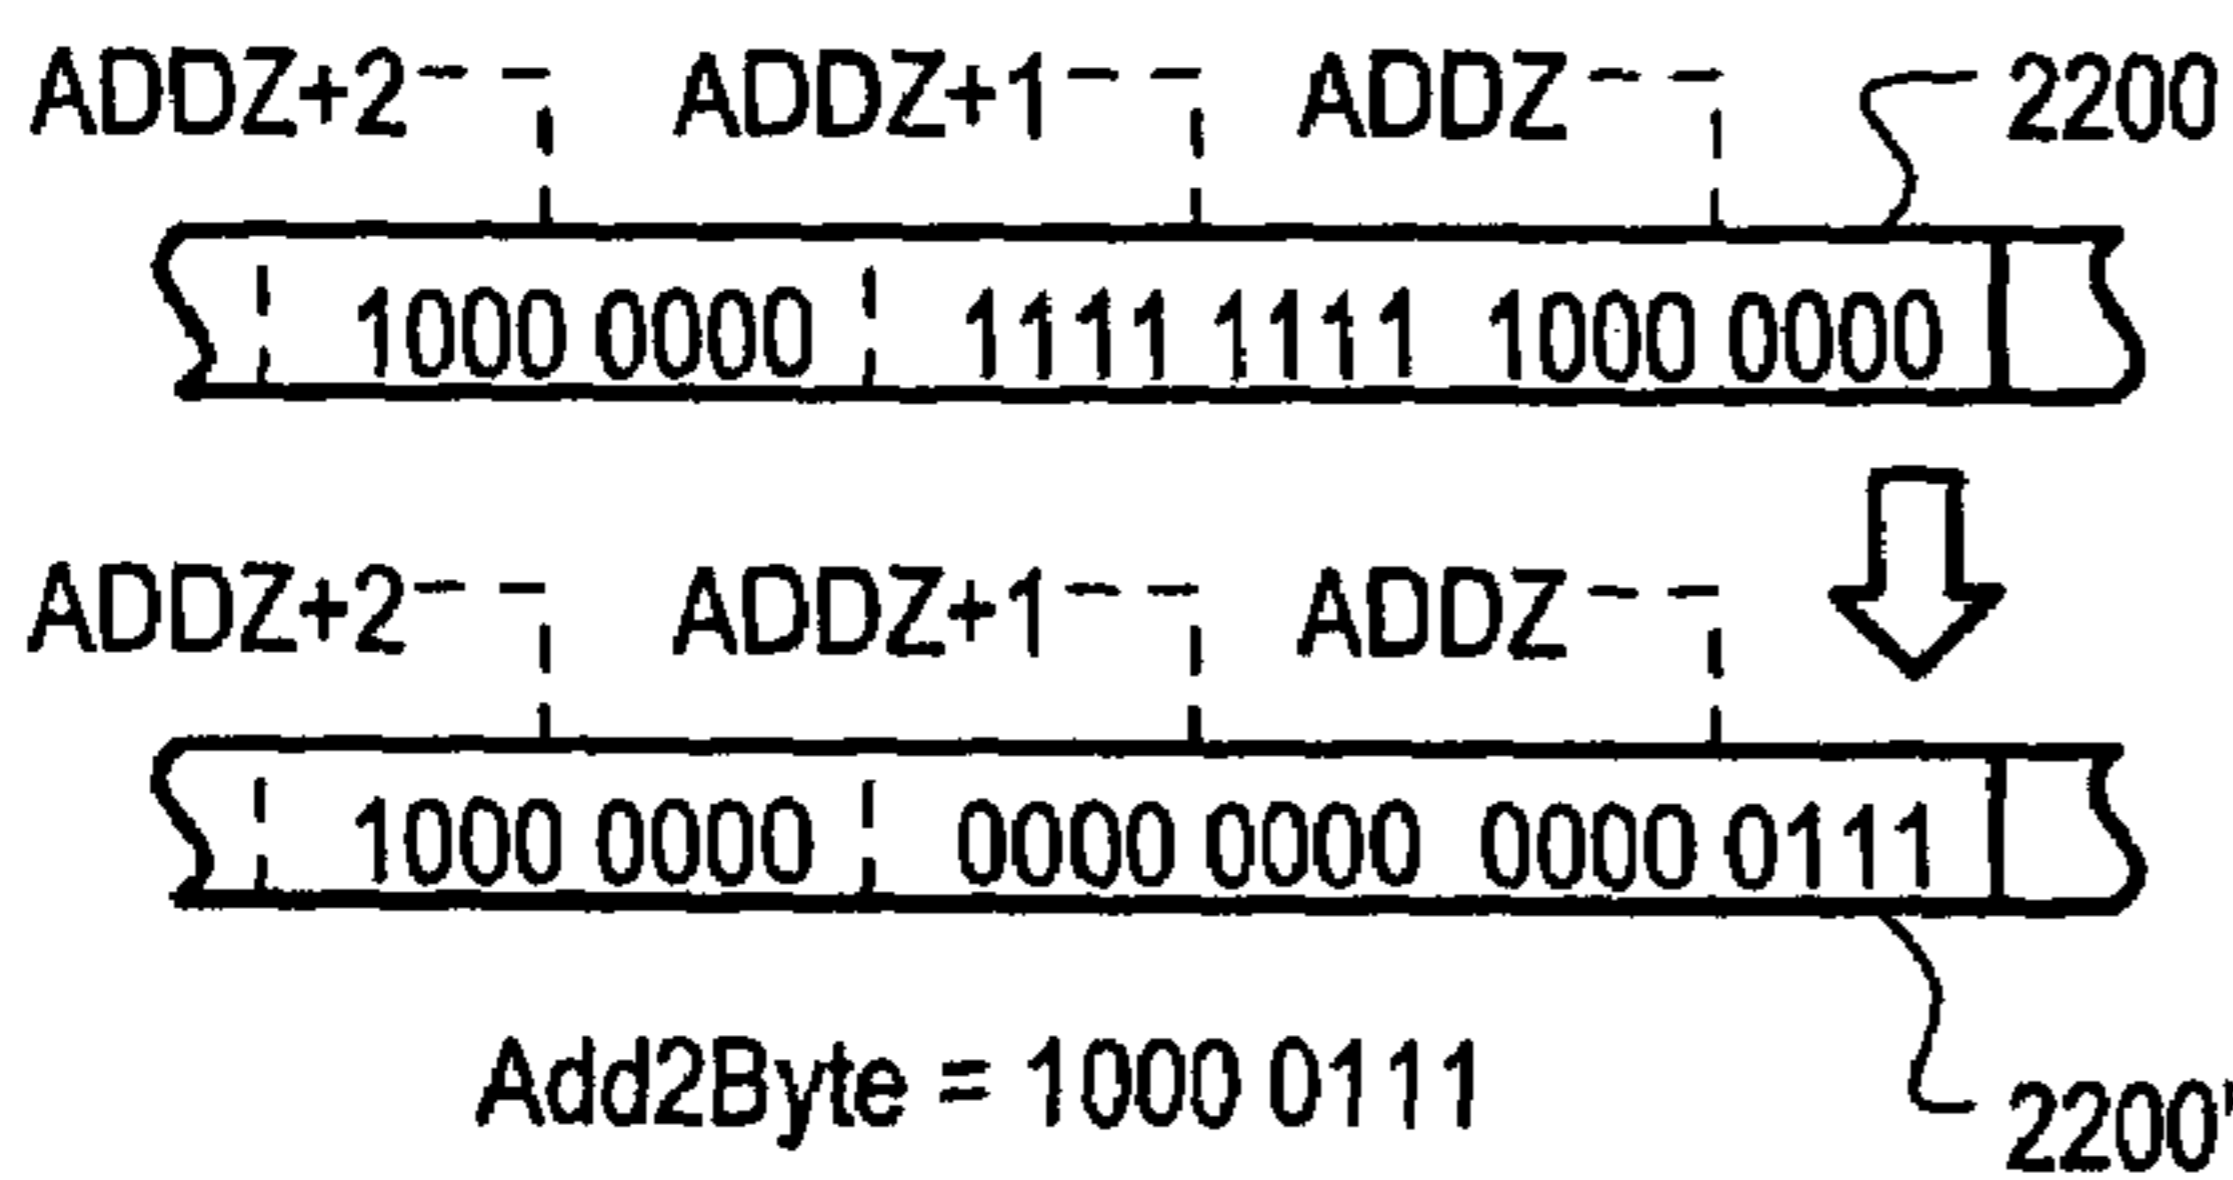 ADDZ+2 ADDZ+1 ADDZ 2200
1000 0000 1111 1111 1000 0000
ADDZ+2 ADDZ+1 ADDZ
1000 0000 0000 0000 0000 0111
Add2Byte = 1000 0111
2200'